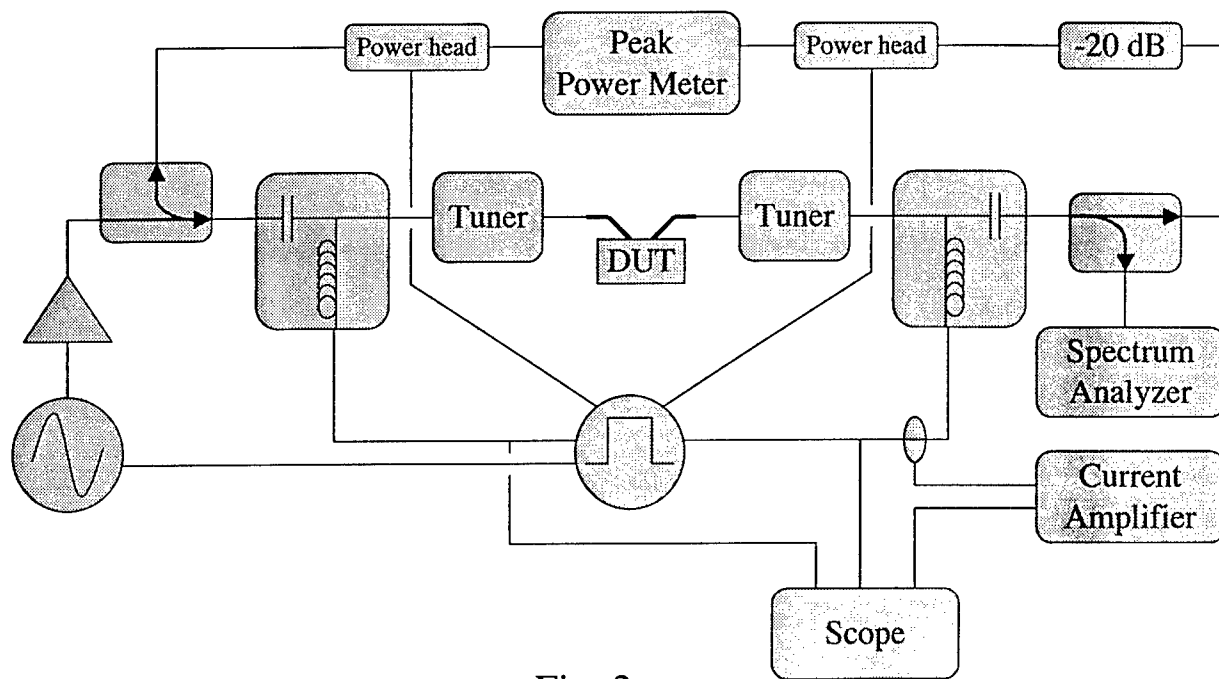 Power head
Peak
Power Meter
Power head
-20 dB
Tuner
DUT
Tuner
Spectrum
Analyzer
Current
Amplifier
Scope